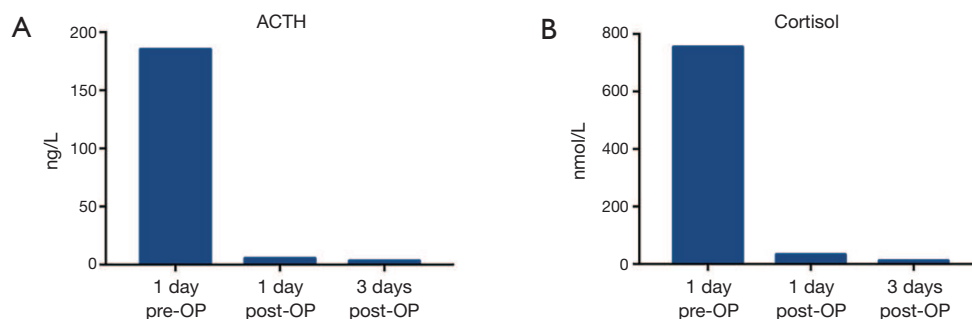 A
ACTH
200
150
100
50
0
ng/L
1 day
pre-OP
1 day
post-OP
3 days
post-OP
B
Cortisol
800
600
400
200
0
nmol/L
1 day
pre-OP
1 day
post-OP
3 days
post-OP